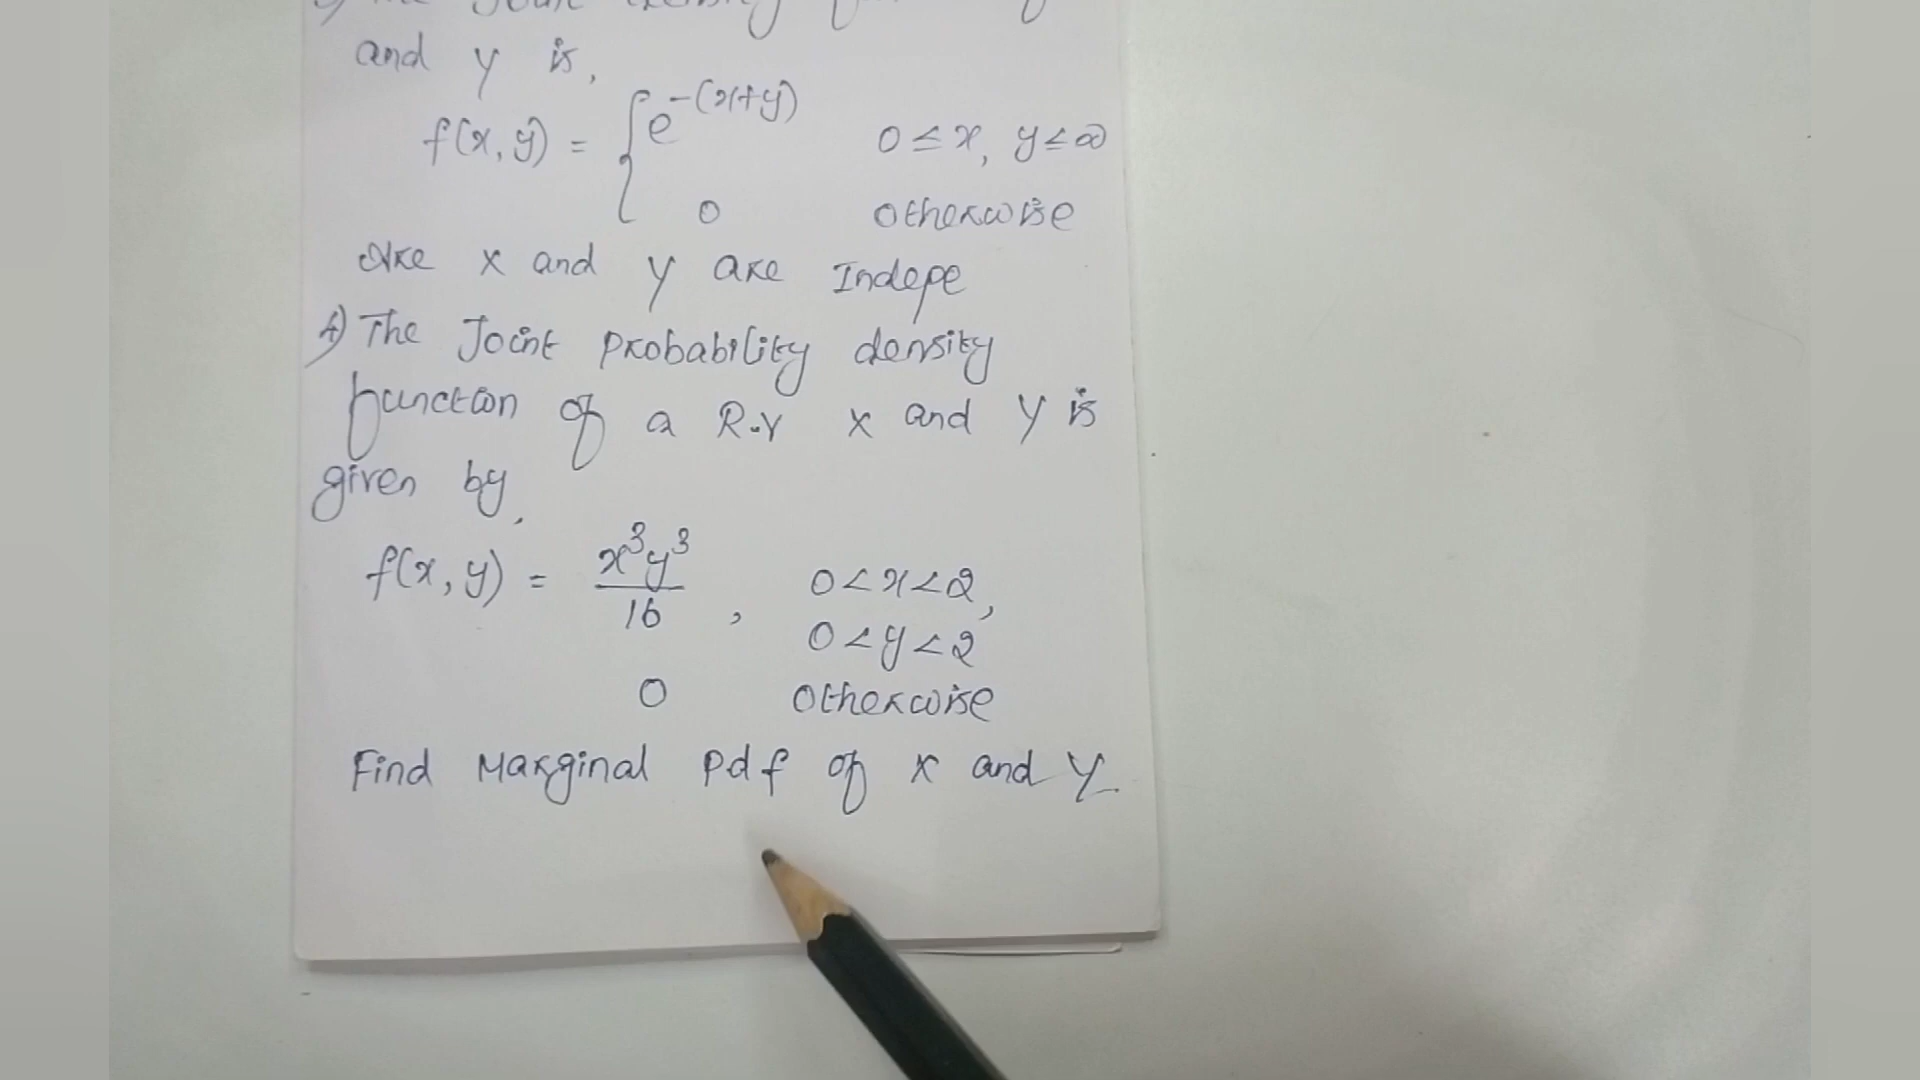 and y is,
f(x, y) = { e^-(x+y) 0 ≤ x, y ≤ ∞
0 otherwise
Are x and y are Indepe
4) The Joint Probability density
function of a R.V x and y is
given by,
f(x, y) = x³y³/16 , 0 < x < 2,
0 < y < 2
0 otherwise
Find Marginal Pdf of x and y.